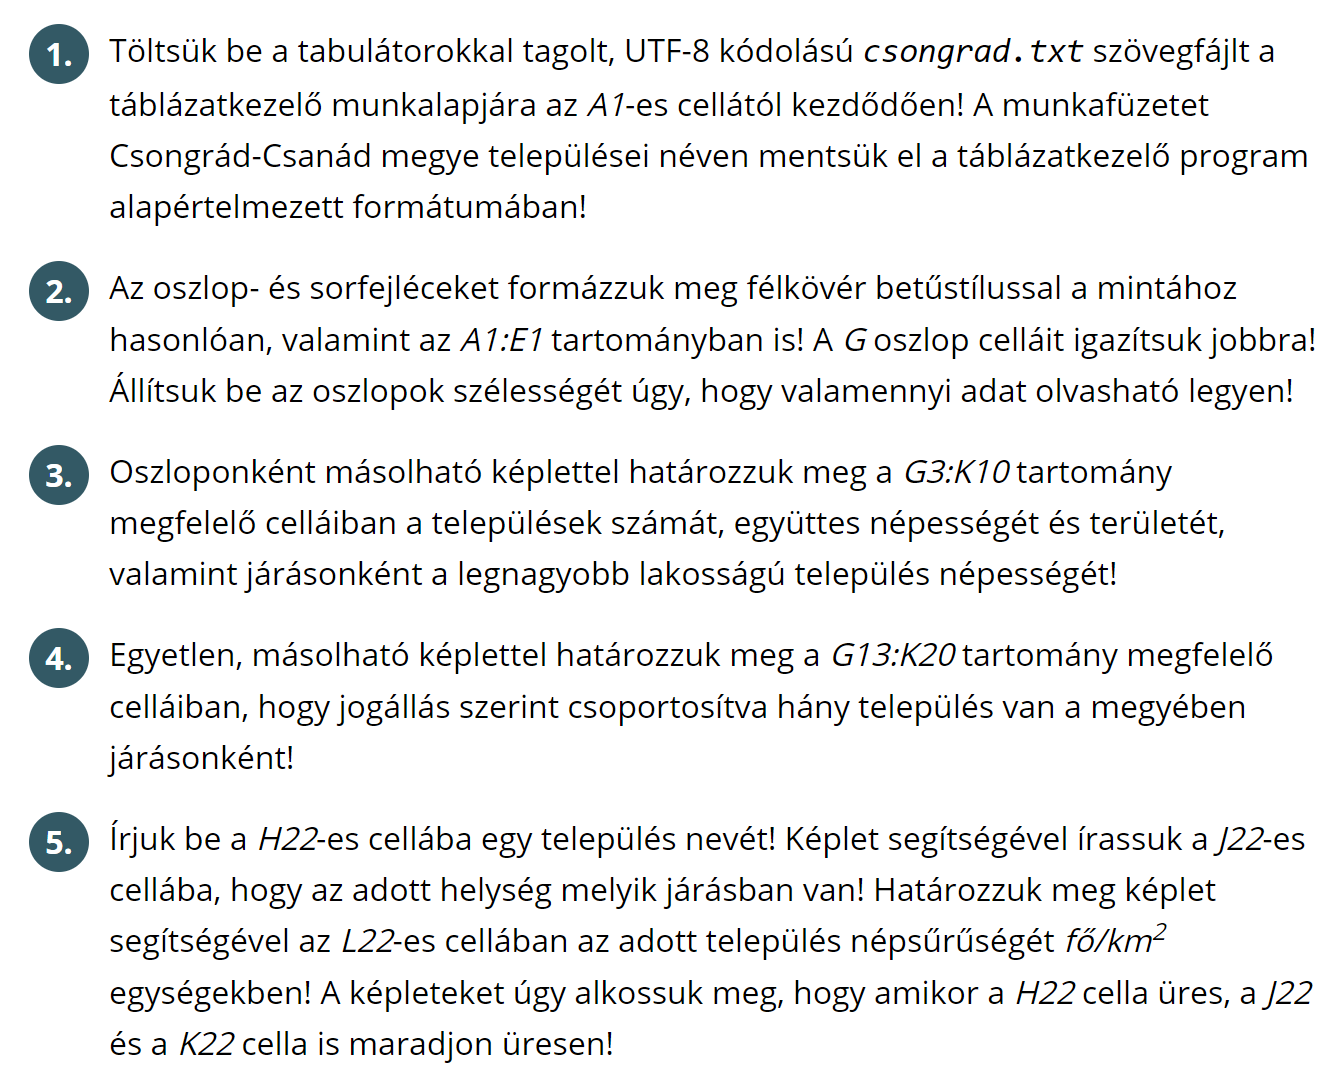 1. Töltsük be a tabulátorokkal tagolt, UTF-8 kódolású csongrad.txt szövegfájlt a
táblázatkezelő munkalapjára az A1-es cellától kezdődően! A munkafüzetet
Csongrád-Csanád megye települései néven mentsük el a táblázatkezelő program
alapértelmezett formátumában!
2. Az oszlop- és sorfejléceket formázzuk meg félkövér betűstílussal a mintához
hasonlóan, valamint az A1:E1 tartományban is! A G oszlop celláit igazítsuk jobbra!
Állítsuk be az oszlopok szélességét úgy, hogy valamennyi adat olvasható legyen!
3. Oszloponként másolható képlettel határozzuk meg a G3:K10 tartomány
megfelelő celláiban a települések számát, együttes népességét és területét,
valamint járásonként a legnagyobb lakosságú település népességét!
4. Egyetlen, másolható képlettel határozzuk meg a G13:K20 tartomány megfelelő
celláiban, hogy jogállás szerint csoportosítva hány település van a megyében
járásonként!
5. Írjuk be a H22-es cellába egy település nevét! Képlet segítségével írassuk a J22-es
cellába, hogy az adott helység melyik járásban van! Határozzuk meg képlet
segítségével az L22-es cellában az adott település népsűrűségét fő/km²
egységekben! A képleteket úgy alkossuk meg, hogy amikor a H22 cella üres, a J22
és a K22 cella is maradjon üresen!